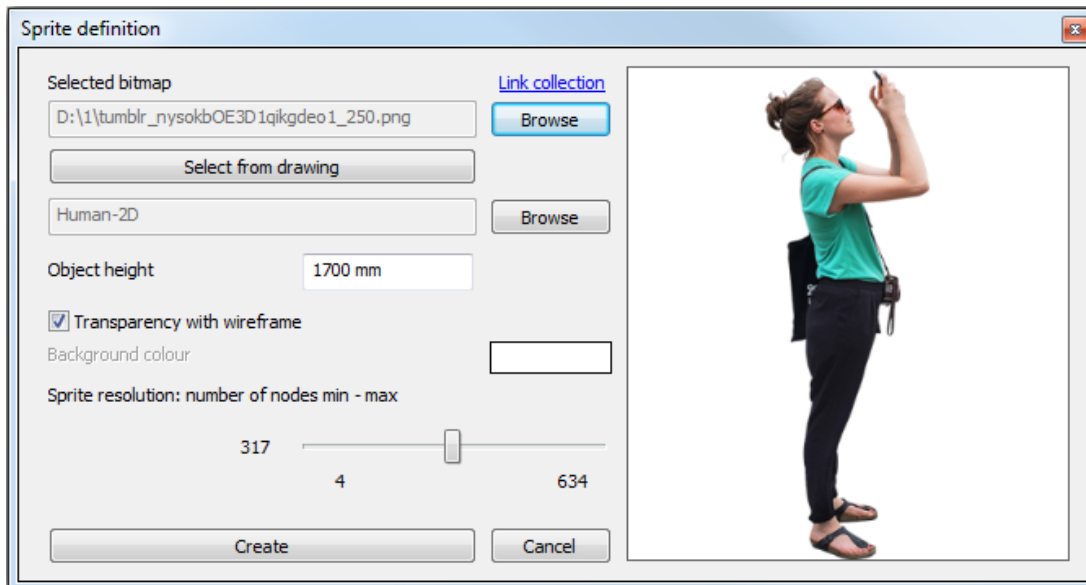 Sprite definition
Selected bitmap
Link collection
D:\1\tumblr_nysokbOE3D1qikgdeo1_250.png
Browse
Select from drawing
Human-2D
Browse
Object height
1700 mm
Transparency with wireframe
Background colour
Sprite resolution: number of nodes min - max
317
4
634
Create
Cancel